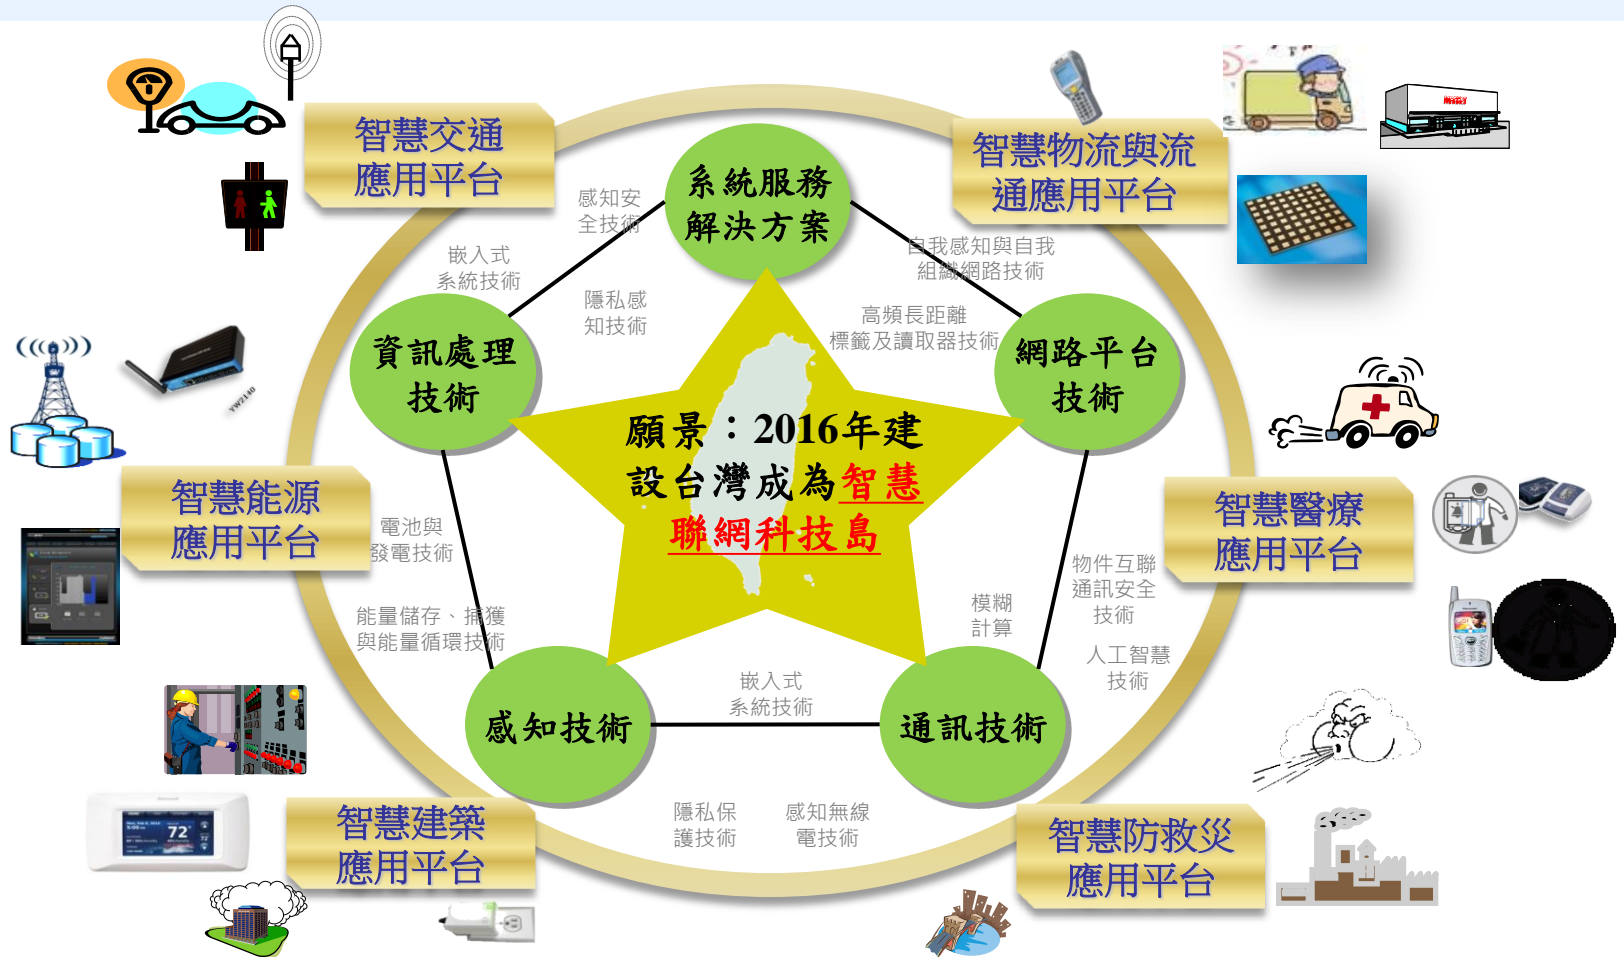 智慧交通
應用平台
智慧物流與流
通應用平台
系統服務
解決方案
感知安
全技術
嵌入式
系統技術
隱私感
知技術
自我感知與自我
組織網路技術
高頻長距離
標籤及讀取器技術
資訊處理
技術
網路平台
技術
YW2140
願景：2016年建
設台灣成為智慧
聯網科技島
智慧能源
應用平台
智慧醫療
應用平台
電池與
發電技術
物件互聯
通訊安全
技術
模糊
計算
能量儲存、捕獲
與能量循環技術
人工智慧
技術
嵌入式
系統技術
感知技術
通訊技術
隱私保
護技術
感知無線
電技術
智慧建築
應用平台
智慧防救災
應用平台
72°